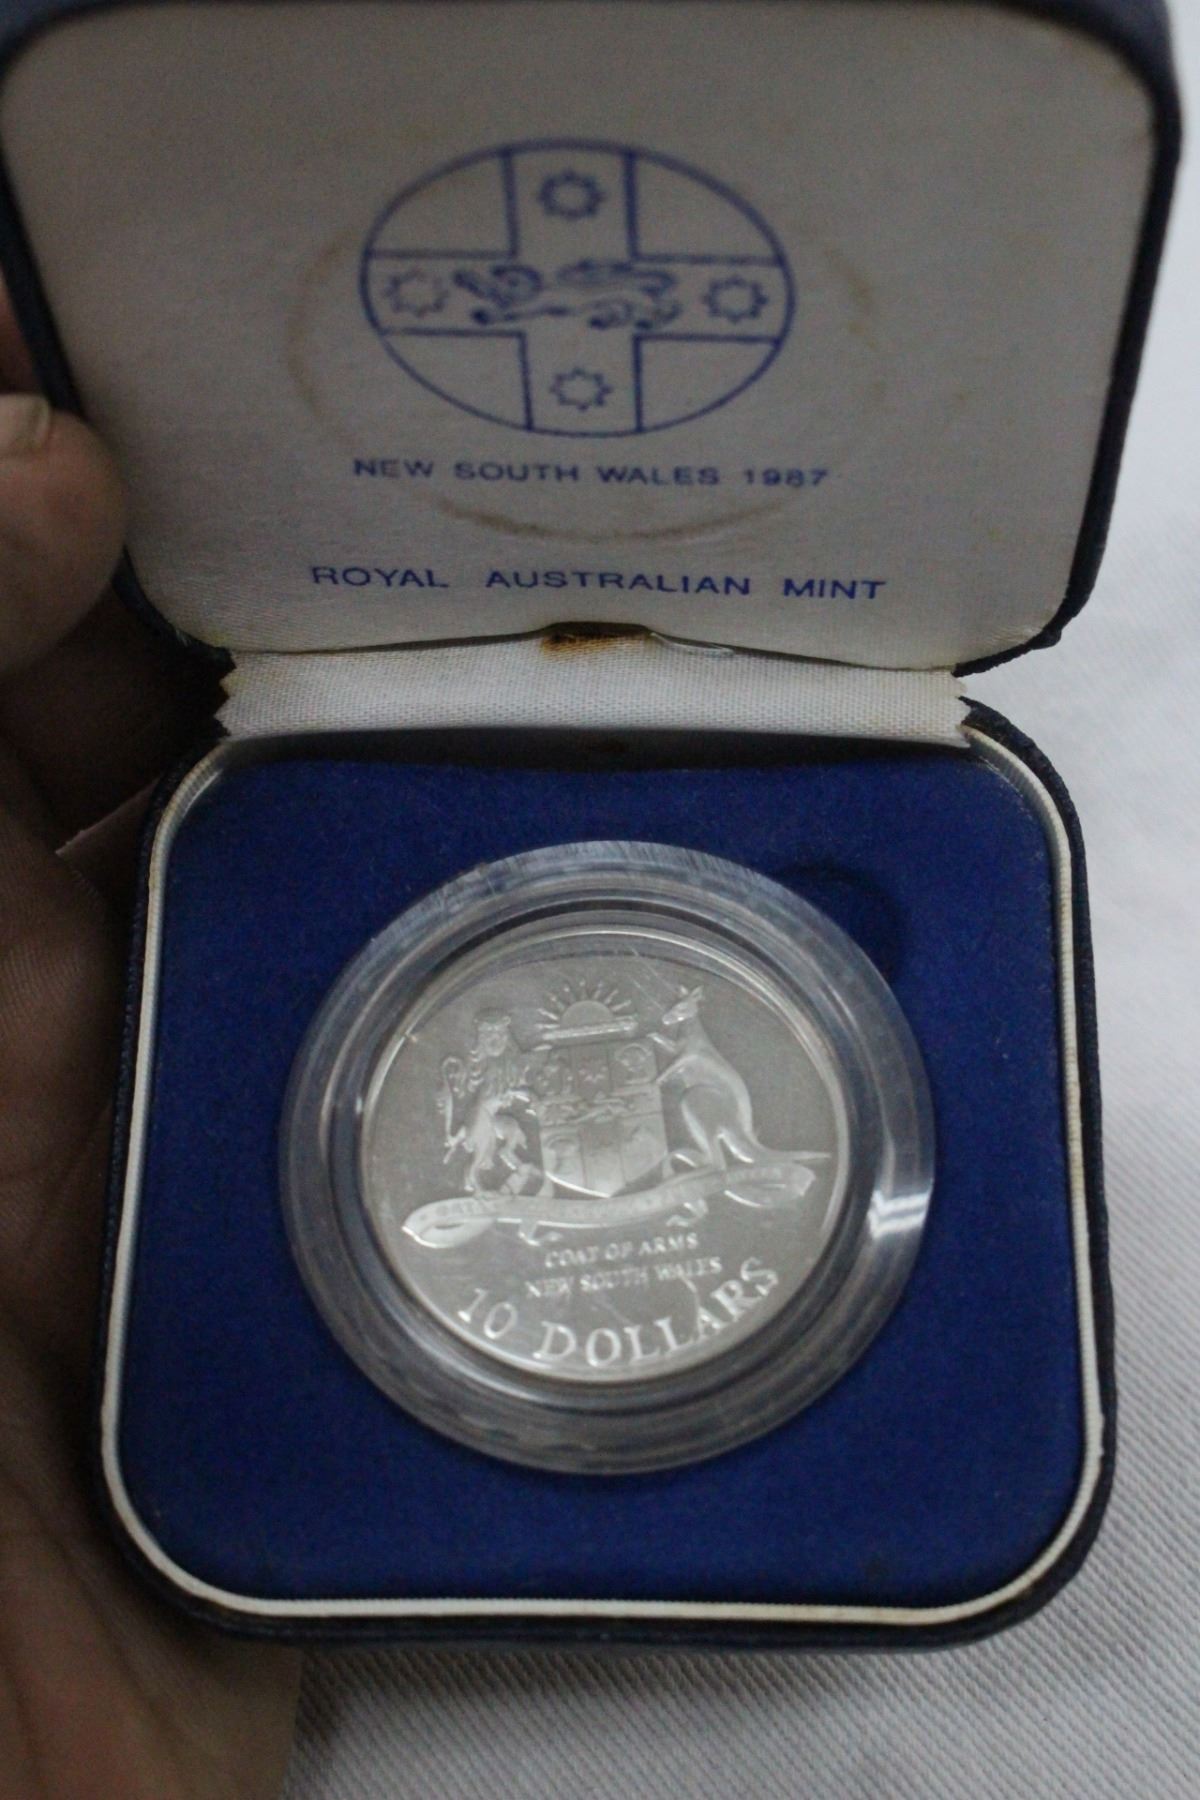 NEW SOUTH WALES 1987
ROYAL AUSTRALIAN MINT
COAT OF ARMS
NEW SOUTH WALES
10 DOLLARS